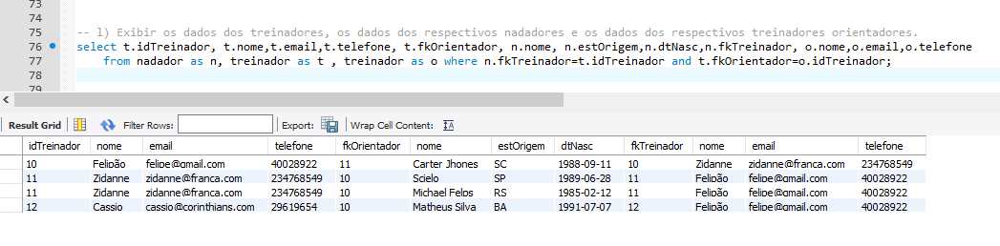 73
74
75 -- l) Exibir os dados dos treinadores, os dados dos respectivos nadadores e os dados dos respectivos treinadores orientadores.
76 select t.idTreinador, t.nome,t.email,t.telefone, t.fkOrientador, n.nome, n.estOrigem,n.dtNasc,n.fkTreinador, o.nome,o.email,o.telefone
77 from nadador as n, treinador as t , treinador as o where n.fkTreinador=t.idTreinador and t.fkOrientador=o.idTreinador;
78
79
Result Grid Filter Rows: Export: Wrap Cell Content: IA
idTreinador nome email telefone fkOrientador nome estOrigem dtNasc fkTreinador nome email telefone
10 Felipão felipe@gmail.com 40028922 11 Carter Jhones SC 1988-09-11 10 Zidanne zidanne@franca.com 234768549
11 Zidanne zidanne@franca.com 234768549 10 Scielo SP 1989-06-28 11 Felipão felipe@gmail.com 40028922
11 Zidanne zidanne@franca.com 234768549 10 Michael Felps RS 1985-02-12 11 Felipão felipe@gmail.com 40028922
12 Cassio cassio@corinthians.com 29619654 10 Matheus Silva BA 1991-07-07 12 Felipão felipe@gmail.com 40028922